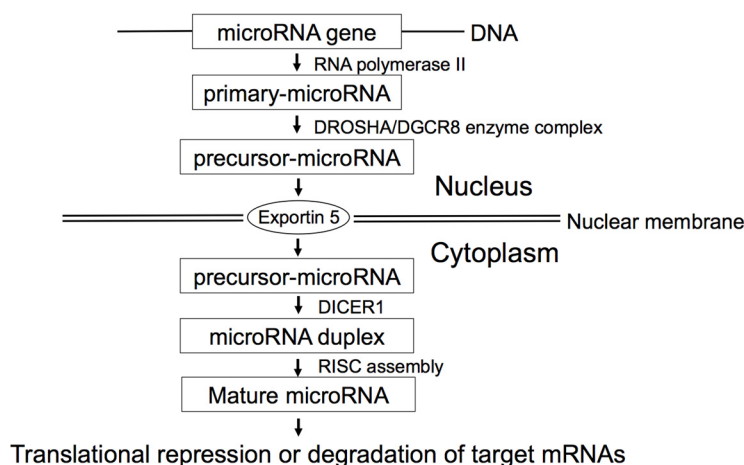 microRNA gene DNA
RNA polymerase II
primary-microRNA
DROSHA/DGCR8 enzyme complex
precursor-microRNA
Nucleus
Exportin 5
Nuclear membrane
Cytoplasm
precursor-microRNA
DICER1
microRNA duplex
RISC assembly
Mature microRNA
Translational repression or degradation of target mRNAs